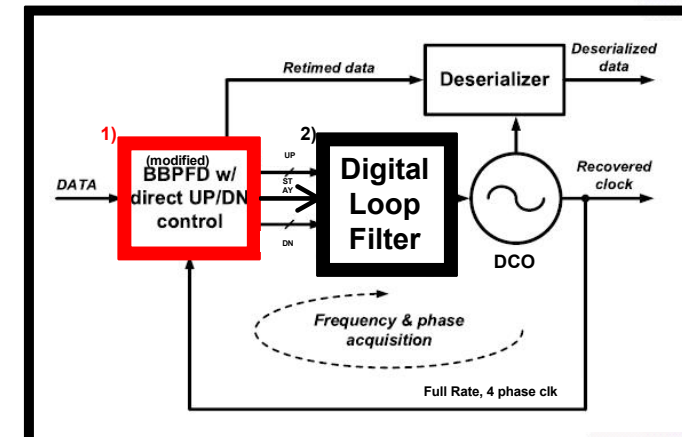 Retimed data
Deserializer
Deserialized
data
1)
(modified)
BBPFD w/
direct UP/DN
control
DATA
2)
UP
ST
AY
DN
Digital
Loop
Filter
DCO
Recovered
clock
Frequency & phase
acquisition
Full Rate, 4 phase clk